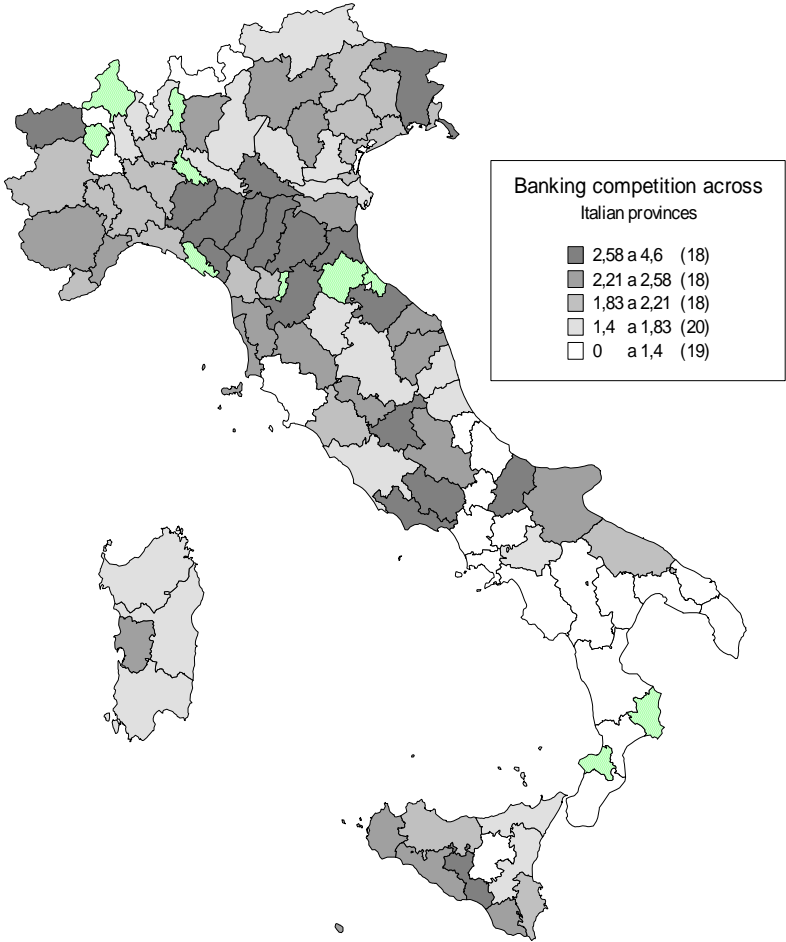 Banking competition across
Italian provinces
2,58 a 4,6 (18)
2,21 a 2,58 (18)
1,83 a 2,21 (18)
1,4 a 1,83 (20)
0 a 1,4 (19)